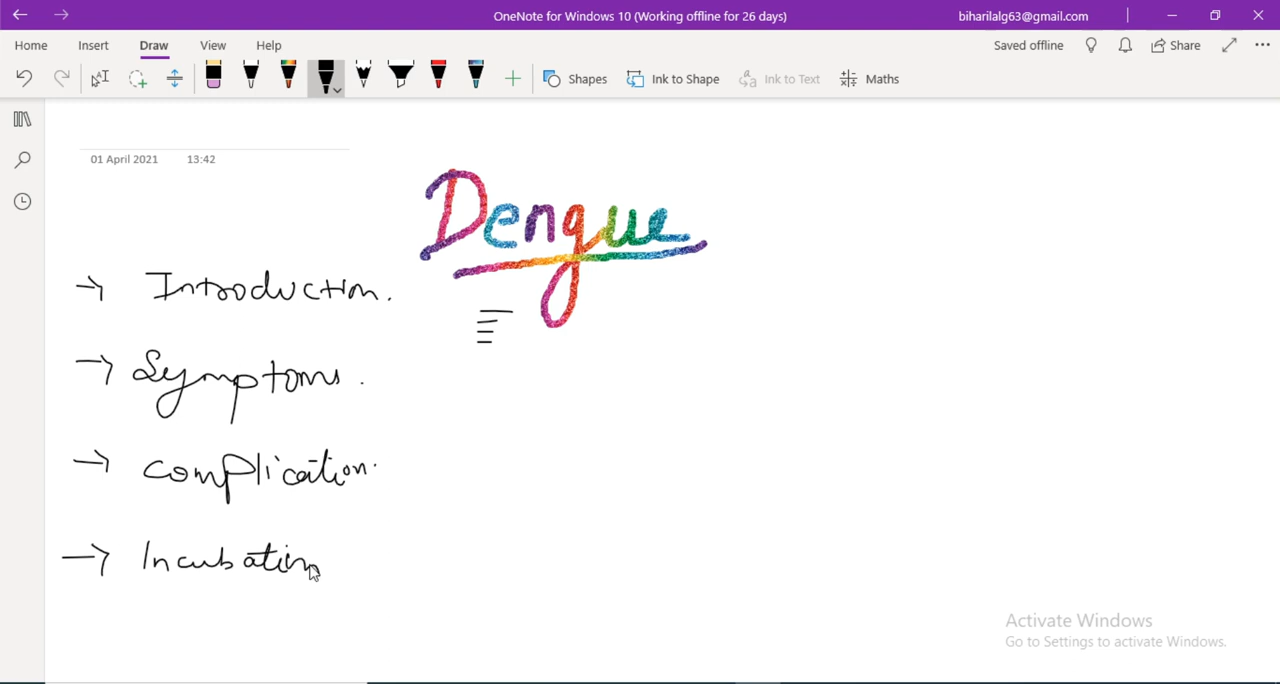 OneNote for Windows 10 (Working offline for 26 days)
biharilalg63@gmail.com
Home Insert Draw View Help
Saved offline Share
Shapes Ink to Shape Ink to Text Maths
01 April 2021 13:42
Dengue
→ Introduction.
→ Symptoms.
→ Complication.
→ Incubation
Activate Windows
Go to Settings to activate Windows.